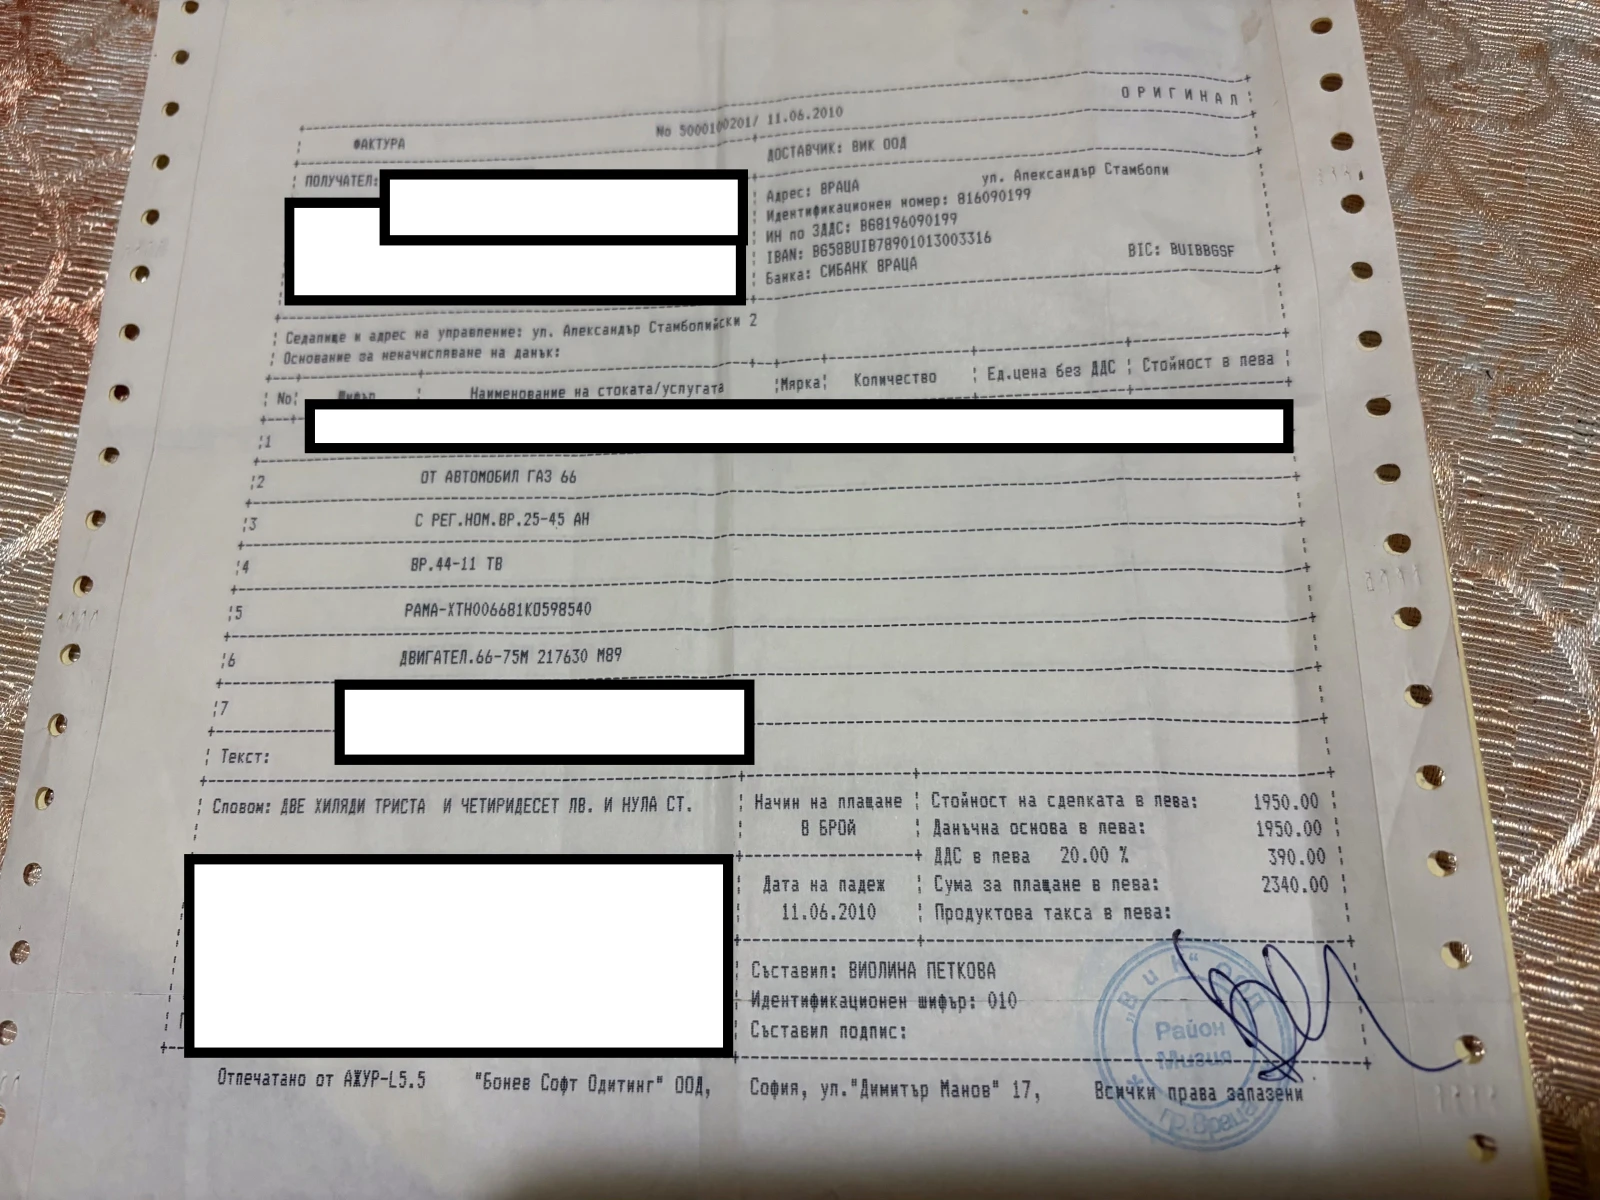 ОРИГИНАЛ
ФАКТУРА No 5000100201/ 11.06.2010
ПОЛУЧАТЕЛ:
ДОСТАВЧИК: ВИК ООД
Адрес: ВРАЦА ул. Александър Стамболи
Идентификационен номер: 816090199
ИН по ЗДДС: BG8196090199
IBAN: BG58BUIB78901013003316
Банка: СИБАНК ВРАЦА BIC: BUIBBGSF
Седалище и адрес на управление: ул. Александър Стамболийски 2
Основание за неначисляване на данък:
No Шифър Наименование на стоката/услугата Мярка Количество Ед.цена без ДДС Стойност в лева
1
2 ОТ АВТОМОБИЛ ГАЗ 66
3 С РЕГ.НОМ.ВР.25-45 АН
4 ВР.44-11 ТВ
5 РАМА-XTH006681K0598540
6 ДВИГАТЕЛ.66-75М 217630 М89
7
Текст:
Словом: ДВЕ ХИЛЯДИ ТРИСТА И ЧЕТИРИДЕСЕТ ЛВ. И НУЛА СТ.
Начин на плащане
В БРОЙ
Дата на падеж
11.06.2010
Стойност на сделката в лева: 1950.00
Данъчна основа в лева: 1950.00
ДДС в лева 20.00 % 390.00
Сума за плащане в лева: 2340.00
Продуктова такса в лева:
Съставил: ВИОЛИНА ПЕТКОВА
Идентификационен шифър: 010
Съставил подпис:
„ВиК“ ООД
Район
Мизия
гр.Враца
Отпечатано от АЖУР-L5.5 "Бонев Софт Одитинг" ООД, София, ул."Димитър Манов" 17, Всички права запазени